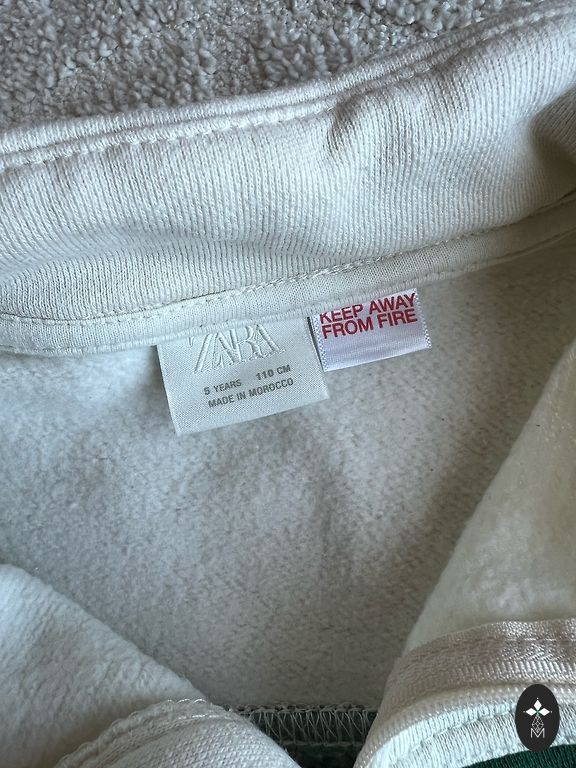 ZARA
5 YEARS 110 CM
MADE IN MOROCCO
KEEP AWAY
FROM FIRE
M